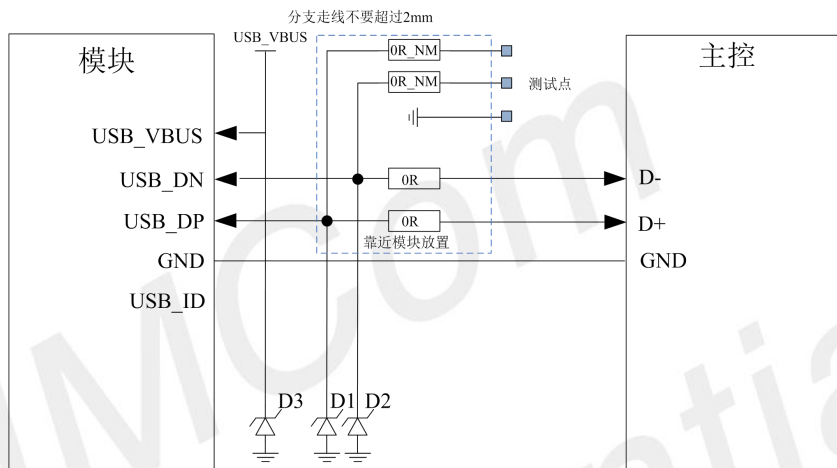 分支走线不要超过2mm
模块
USB_VBUS
0R_NM
主控
0R_NM
测试点
USB_VBUS
USB_DN
0R
D-
USB_DP
0R
D+
靠近模块放置
GND
GND
USB_ID
D3
D1
D2